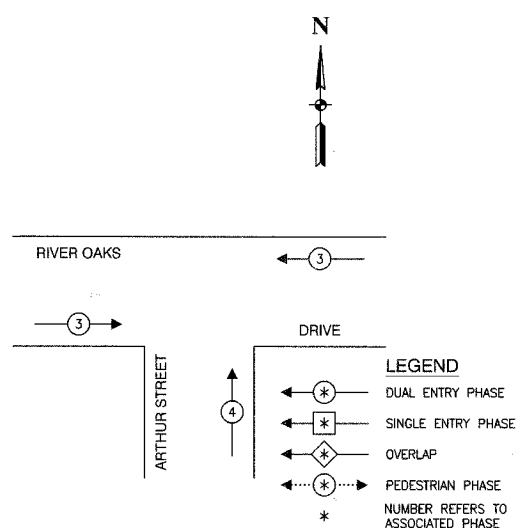 N
RIVER OAKS
3
3
DRIVE
ARTHUR STREET
4
LEGEND
* DUAL ENTRY PHASE
* SINGLE ENTRY PHASE
* OVERLAP
* PEDESTRIAN PHASE
* NUMBER REFERS TO
ASSOCIATED PHASE